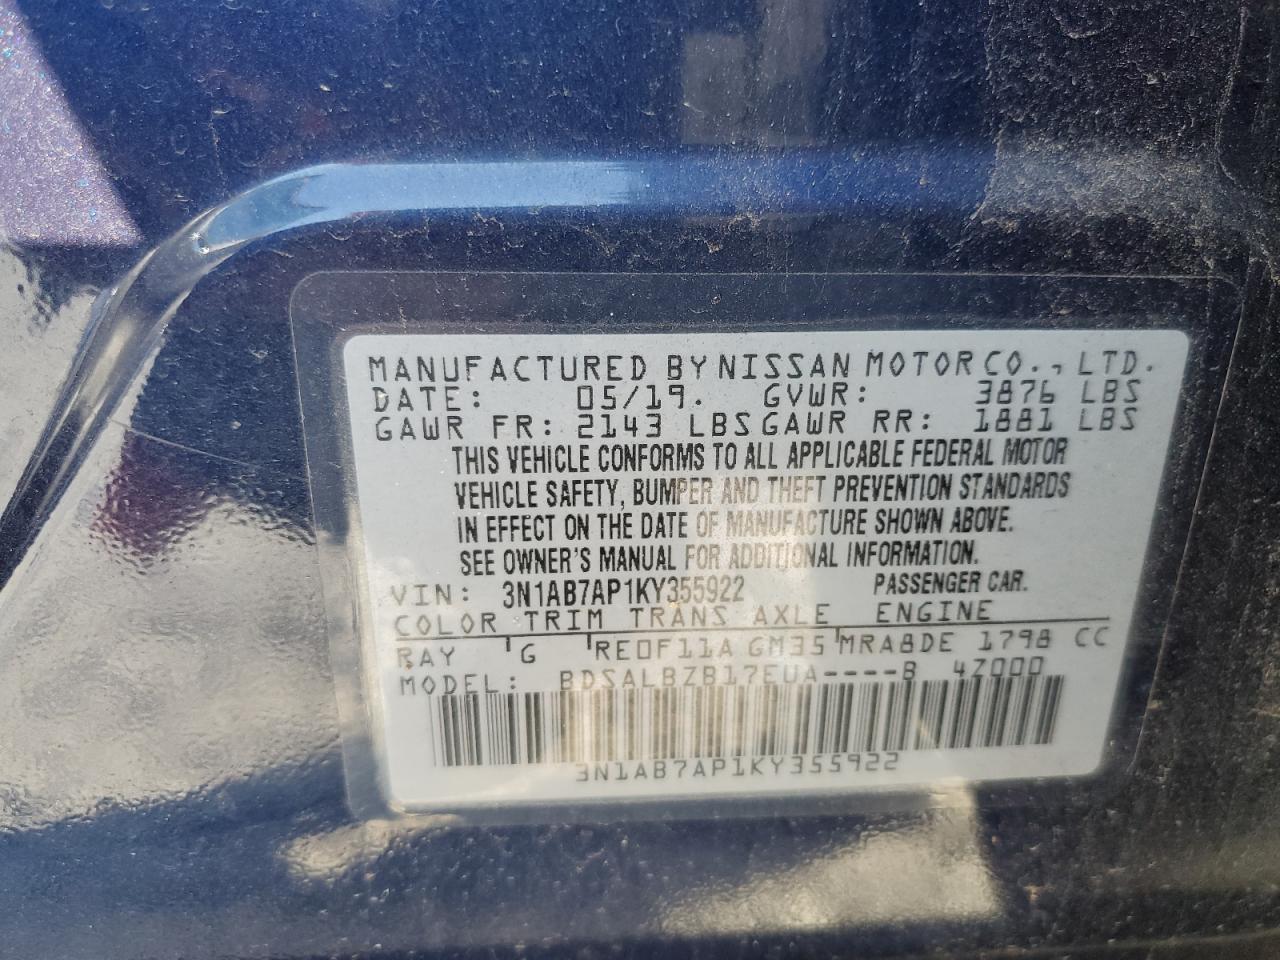 MANUFACTURED BY NISSAN MOTOR CO., LTD.
DATE: 05/19. GVWR: 3876 LBS
GAWR FR: 2143 LBS GAWR RR: 1881 LBS
THIS VEHICLE CONFORMS TO ALL APPLICABLE FEDERAL MOTOR
VEHICLE SAFETY, BUMPER AND THEFT PREVENTION STANDARDS
IN EFFECT ON THE DATE OF MANUFACTURE SHOWN ABOVE.
SEE OWNER'S MANUAL FOR ADDITIONAL INFORMATION.
VIN: 3N1AB7AP1KY355922 PASSENGER CAR.
COLOR TRIM TRANS AXLE ENGINE
RAY 'G 'RE0F11A GM35 'MRA8DE 1798 CC
MODEL: BDSALBZB17EUA----B 4Z000
3N1AB7AP1KY355922